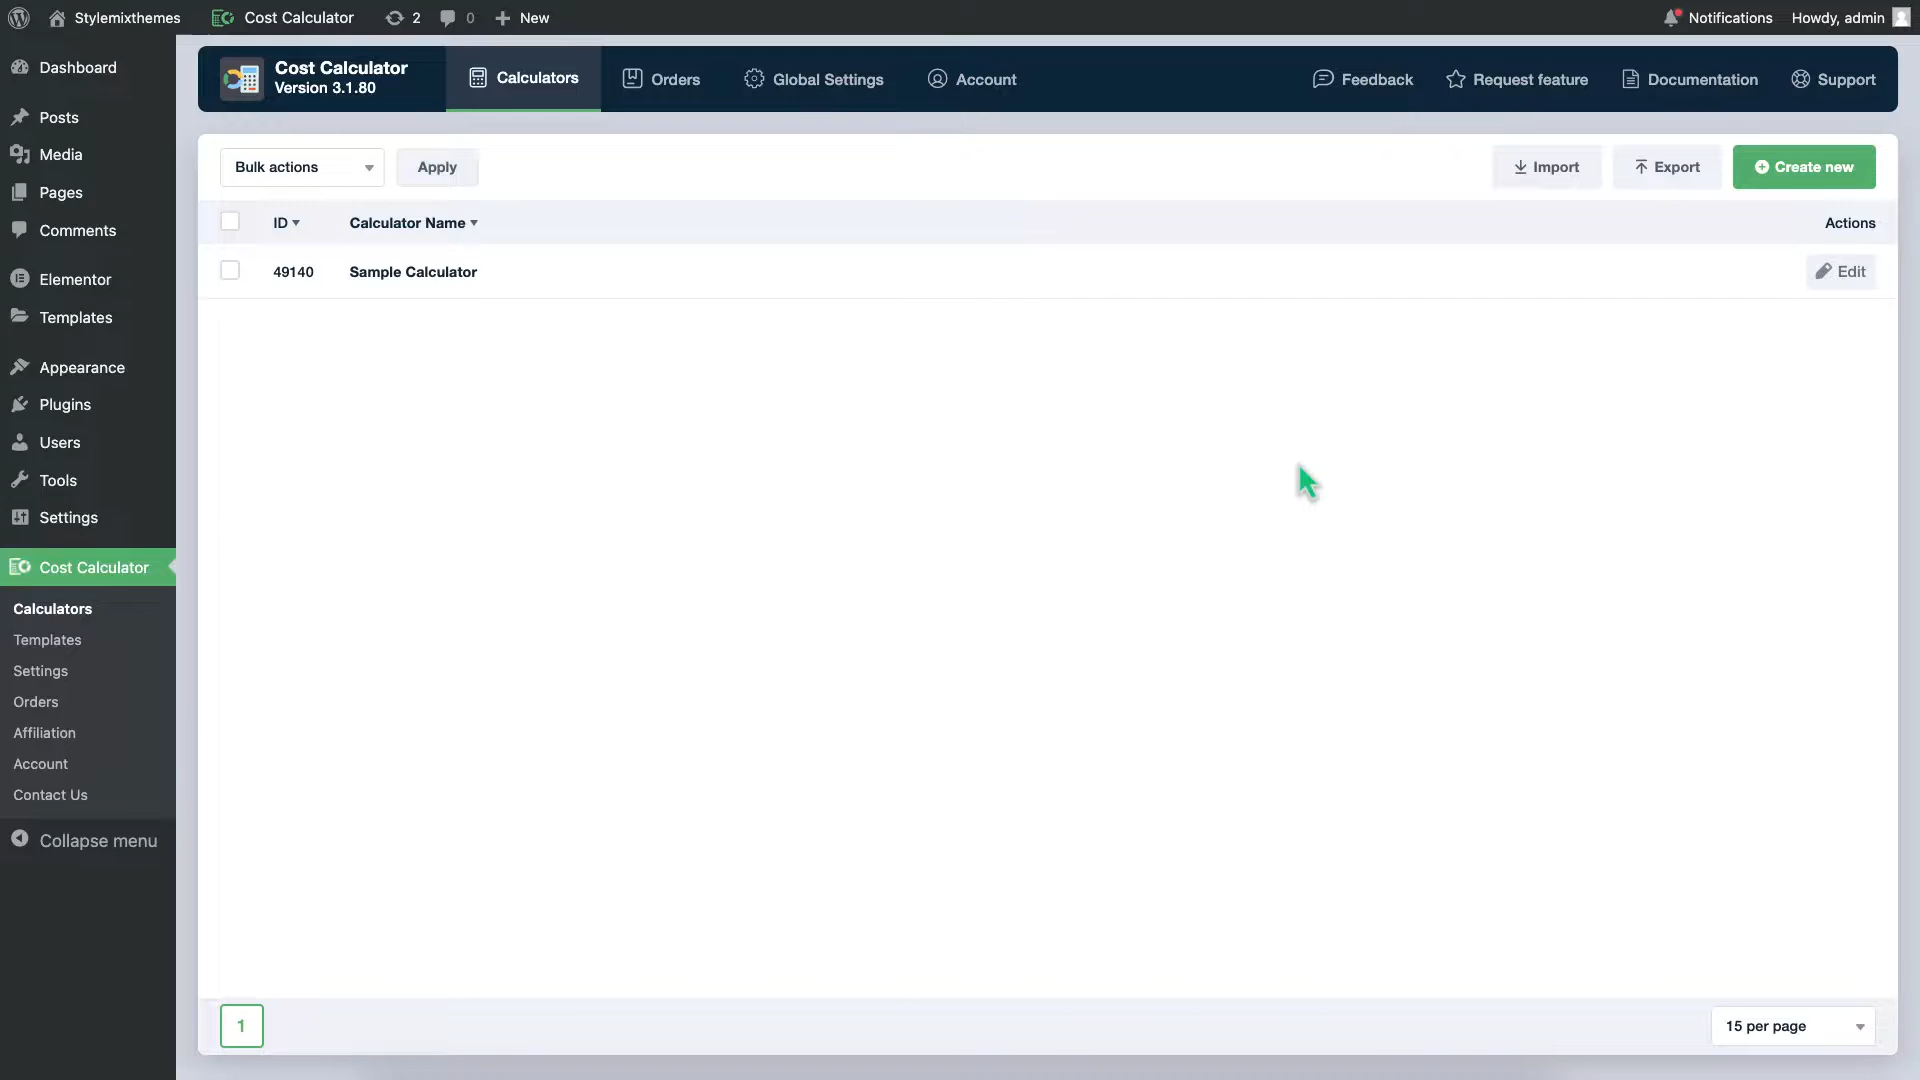 Stylemixthemes Cost Calculator 2 0 New Notifications Howdy, admin
Dashboard
Posts
Media
Pages
Comments
Elementor
Templates
Appearance
Plugins
Users
Tools
Settings
Cost Calculator
Calculators
Templates
Settings
Orders
Affiliation
Account
Contact Us
Collapse menu
Cost Calculator
Version 3.1.80
Calculators Orders Global Settings Account Feedback Request feature Documentation Support
Bulk actions Apply Import Export Create new
ID Calculator Name Actions
49140 Sample Calculator Edit
1 15 per page